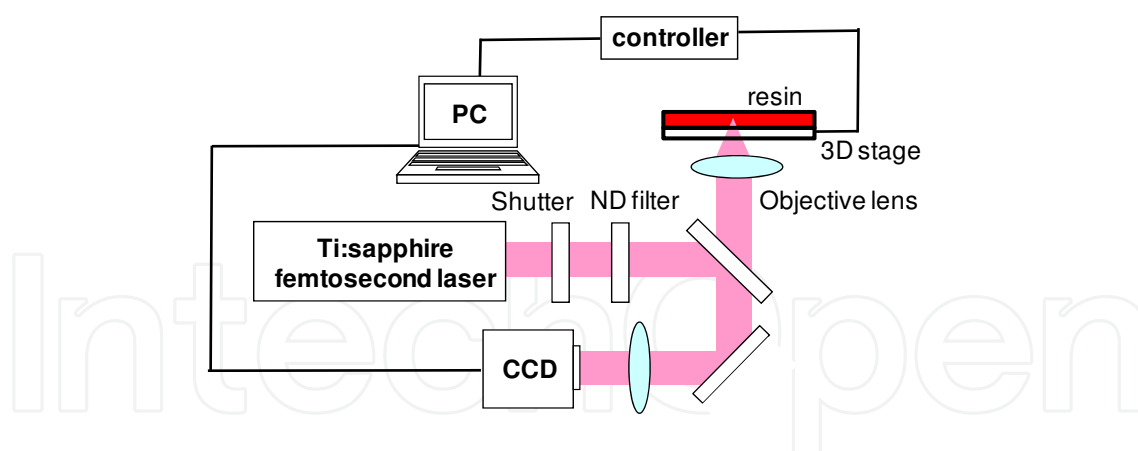 controller
resin
PC
3D stage
Shutter
ND filter
Objective lens
Ti:sapphire
femtosecond laser
CCD
IntechOpen